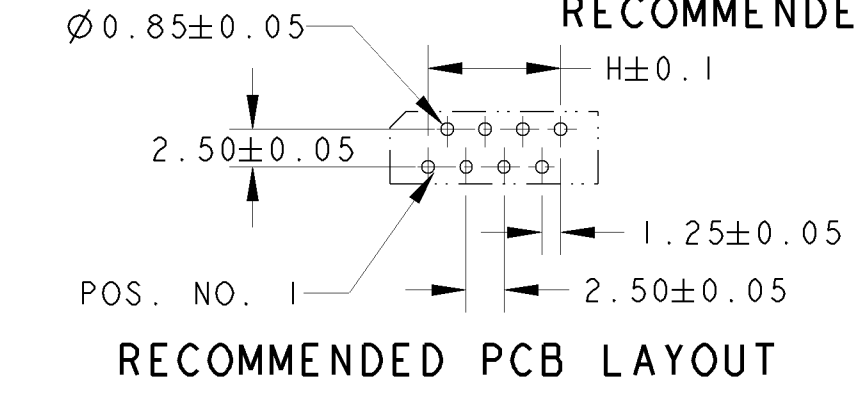 RECOMMENDE
Ø0.85±0.05
H±0.1
2.50±0.05
1.25±0.05
POS. NO. 1
2.50±0.05
RECOMMENDED PCB LAYOUT